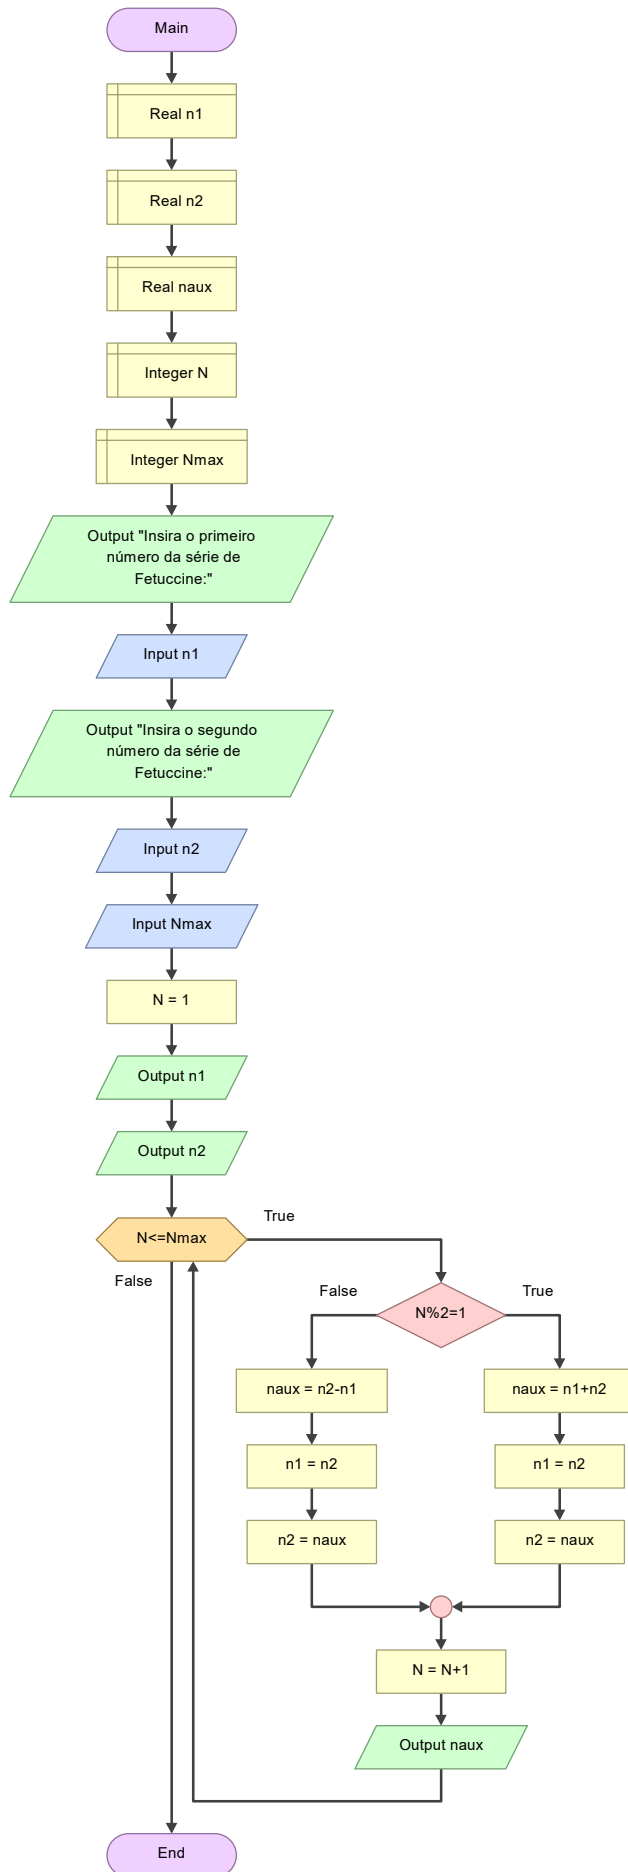 Main
Real n1
Real n2
Real naux
Integer N
Integer Nmax
Output "Insira o primeiro
número da série de
Fetuccine:"
Input n1
Output "Insira o segundo
número da série de
Fetuccine:"
Input n2
Input Nmax
N = 1
Output n1
Output n2
True
N<=Nmax
False
False
True
N%2=1
naux = n2-n1
naux = n1+n2
n1 = n2
n1 = n2
n2 = naux
n2 = naux
N = N+1
Output naux
End